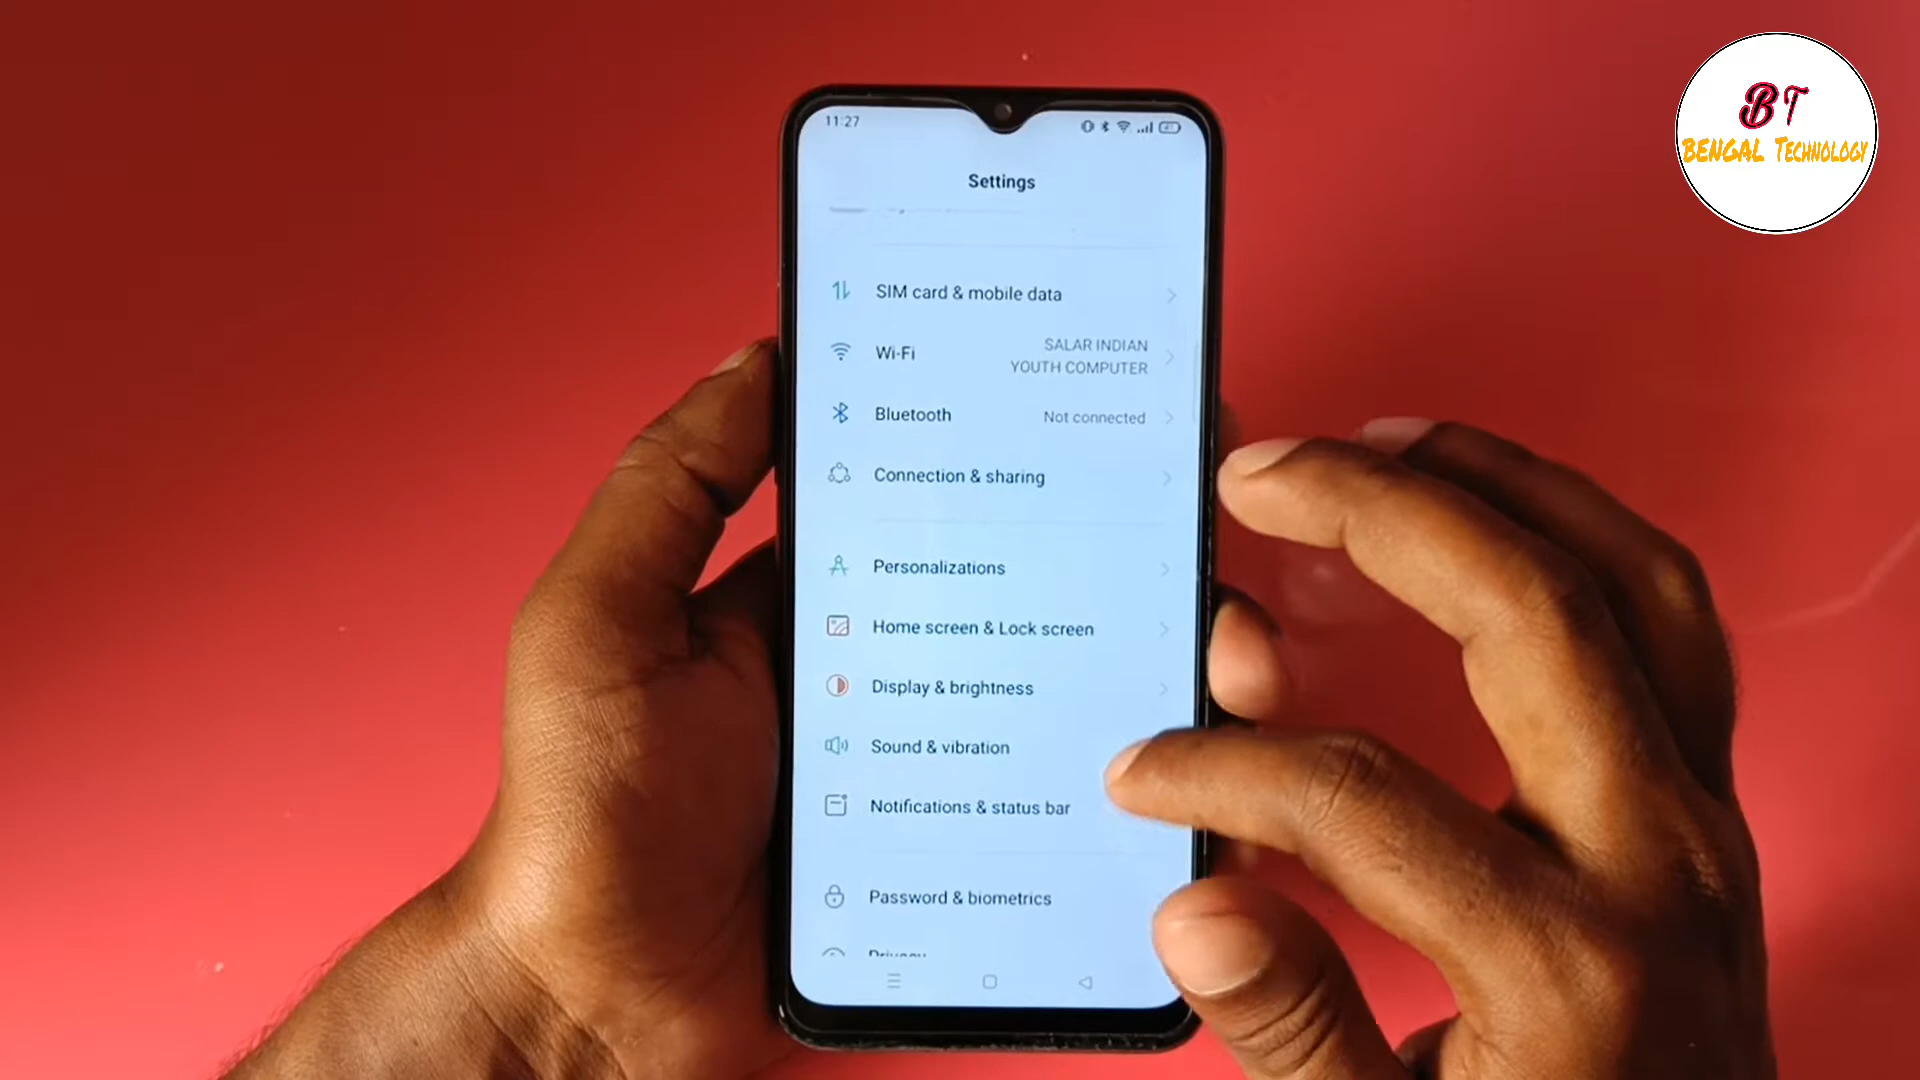 BT
BENGAL TECHNOLOGY
11:27
Settings
SIM card & mobile data
Wi-Fi
SALAR INDIAN
YOUTH COMPUTER
Bluetooth
Not connected
Connection & sharing
Personalizations
Home screen & Lock screen
Display & brightness
Sound & vibration
Notifications & status bar
Password & biometrics
Privacy